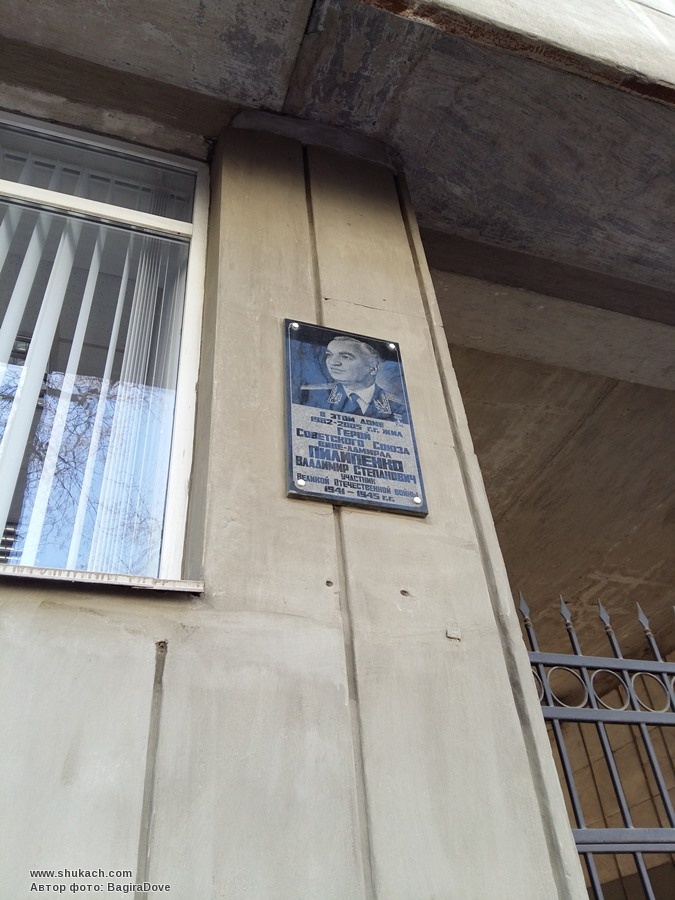 В ЭТОМ ДОМЕ
1982-2005 г.г. ЖИЛ
ГЕРОЙ
СОВЕТСКОГО СОЮЗА
ВИЦЕ-АДМИРАЛ
ПИЛИПЕНКО
ВЛАДИМИР СТЕПАНОВИЧ
УЧАСТНИК
ВЕЛИКОЙ ОТЕЧЕСТВЕННОЙ ВОЙНЫ
1941-1945 г.г.
www.shukach.com
Автор фото: BagiraDove